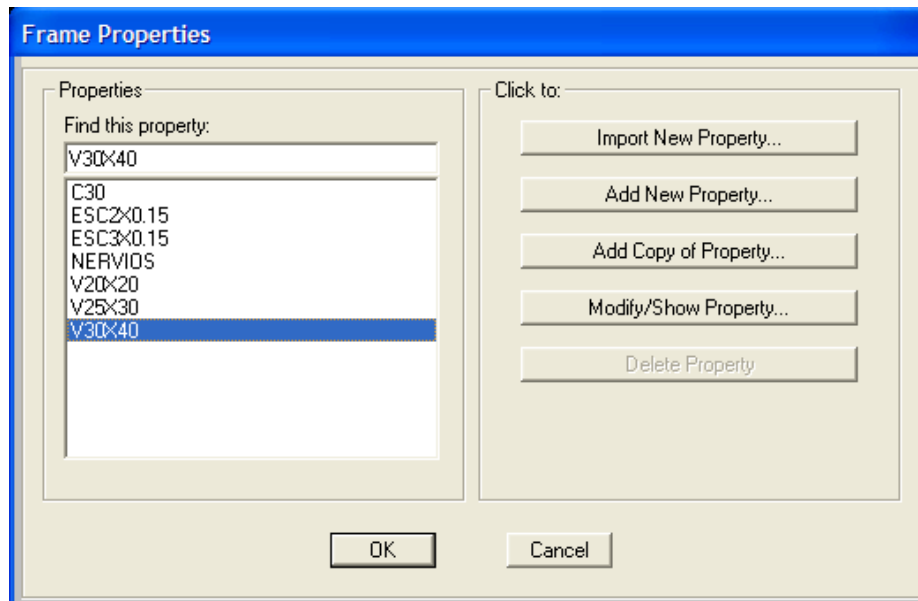 Frame Properties
Properties
Find this property:
V30X40
C30
ESC2X0.15
ESC3X0.15
NERVIOS
V20X20
V25X30
V30X40
Click to:
Import New Property...
Add New Property...
Add Copy of Property...
Modify/Show Property...
Delete Property
OK
Cancel